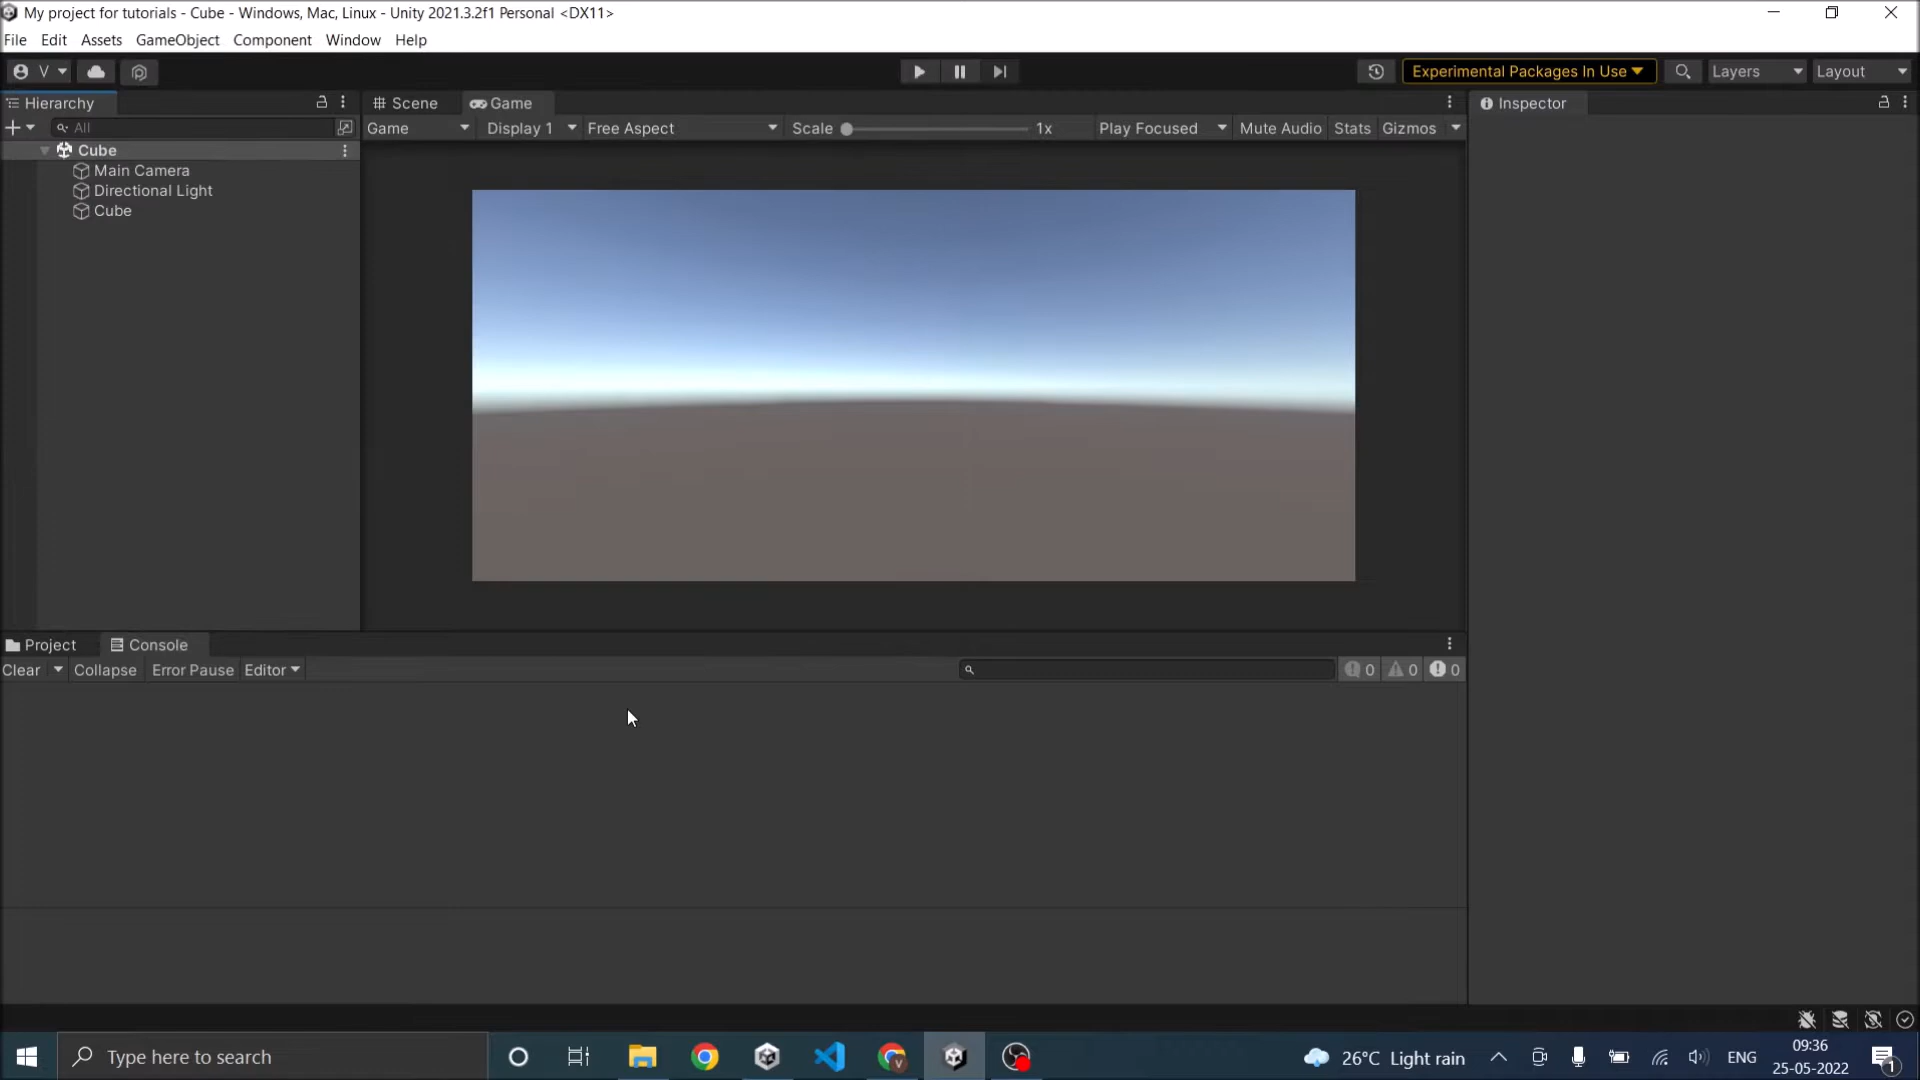 My project for tutorials - Cube - Windows, Mac, Linux - Unity 2021.3.2f1 Personal <DX11>
File Edit Assets GameObject Component Window Help
V Experimental Packages In Use Layers Layout
Hierarchy Scene Game Inspector
All Game Display 1 Free Aspect Scale 1x Play Focused Mute Audio Stats Gizmos
Cube
Main Camera
Directional Light
Cube
Project Console
Clear Collapse Error Pause Editor 0 0 0
Type here to search 26°C Light rain ENG 09:36
25-05-2022 1